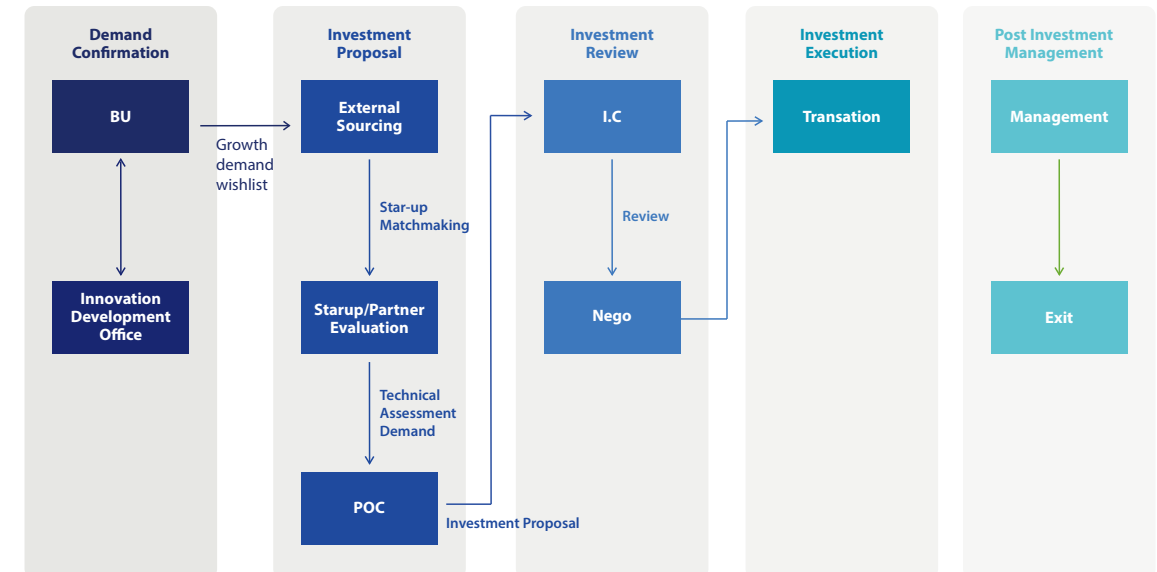 Demand
Confirmation
BU
Innovation
Development
Office
Growth
demand
wishlist
Investment
Proposal
External
Sourcing
Star-up
Matchmaking
Starup/Partner
Evaluation
Technical
Assessment
Demand
POC
Investment Proposal
Investment
Review
I.C
Review
Nego
Investment
Execution
Transation
Post Investment
Management
Management
Exit